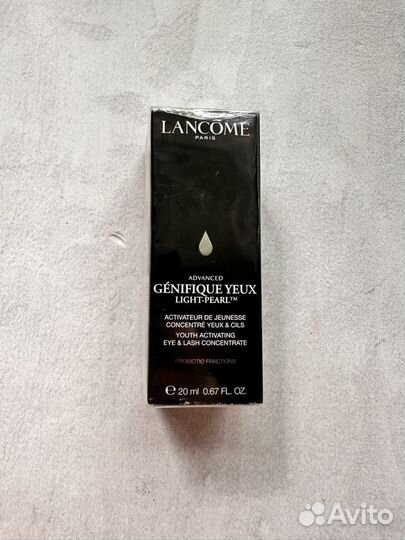 LANCÔME
PARIS
ADVANCED
GÉNIFIQUE YEUX
LIGHT-PEARL™
ACTIVATEUR DE JEUNESSE
CONCENTRÉ YEUX & CILS
YOUTH ACTIVATING
EYE & LASH CONCENTRATE
PROBIOTIC FRACTIONS
℮ 20 ml 0.67 FL. OZ.
Avito